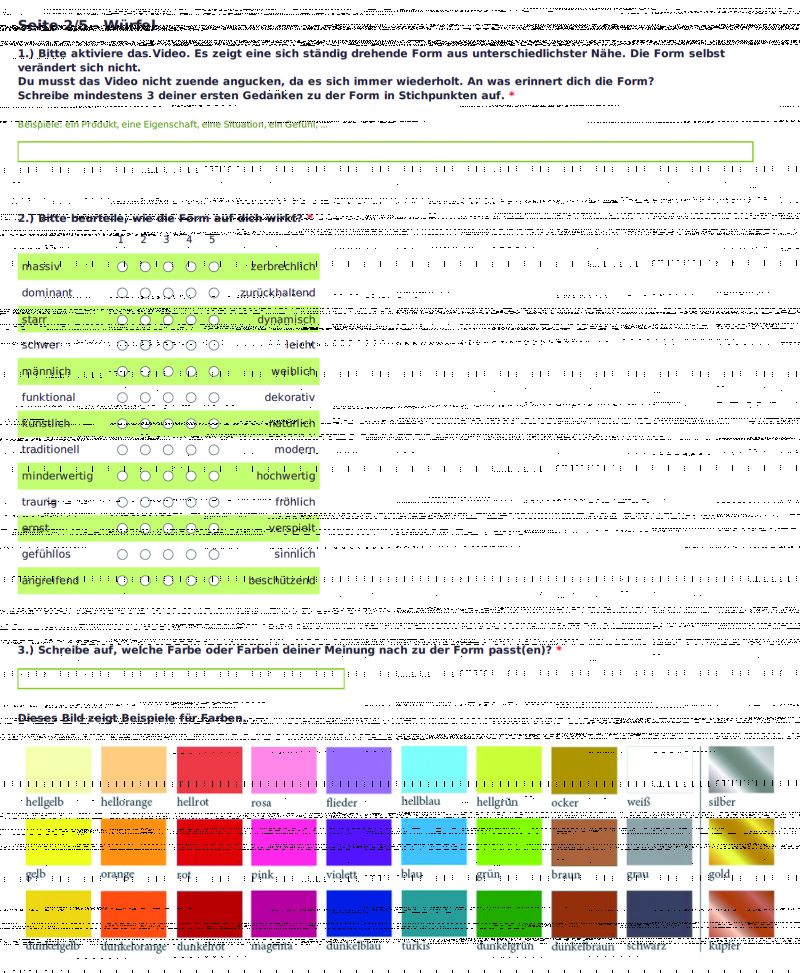 Seite 2/5 - Würfel
1.) Bitte aktiviere das Video. Es zeigt eine sich ständig drehende Form aus unterschiedlichster Nähe. Die Form selbst
verändert sich nicht.
Du musst das Video nicht zuende angucken, da es sich immer wiederholt. An was erinnert dich die Form?
Schreibe mindestens 3 deiner ersten Gedanken zu der Form in Stichpunkten auf. *
Beispiele: ein Produkt, eine Eigenschaft, eine Situation, ein Gefühl, ...
2.) Bitte beurteile, wie die Form auf dich wirkt? *
1 2 3 4 5
massiv zerbrechlich
dominant zurückhaltend
starr dynamisch
schwer leicht
männlich weiblich
funktional dekorativ
künstlich natürlich
traditionell modern
minderwertig hochwertig
traurig fröhlich
ernst verspielt
gefühllos sinnlich
angreifend beschützend
3.) Schreibe auf, welche Farbe oder Farben deiner Meinung nach zu der Form passt(en)? *
Dieses Bild zeigt Beispiele für Farben.
hellgelb hellorange hellrot rosa flieder hellblau hellgrün ocker weiß silber
gelb orange rot pink violett blau grün braun grau gold
dunkelgelb dunkelorange dunkelrot magenta dunkelblau türkis dunkelgrün dunkelbraun schwarz kupfer